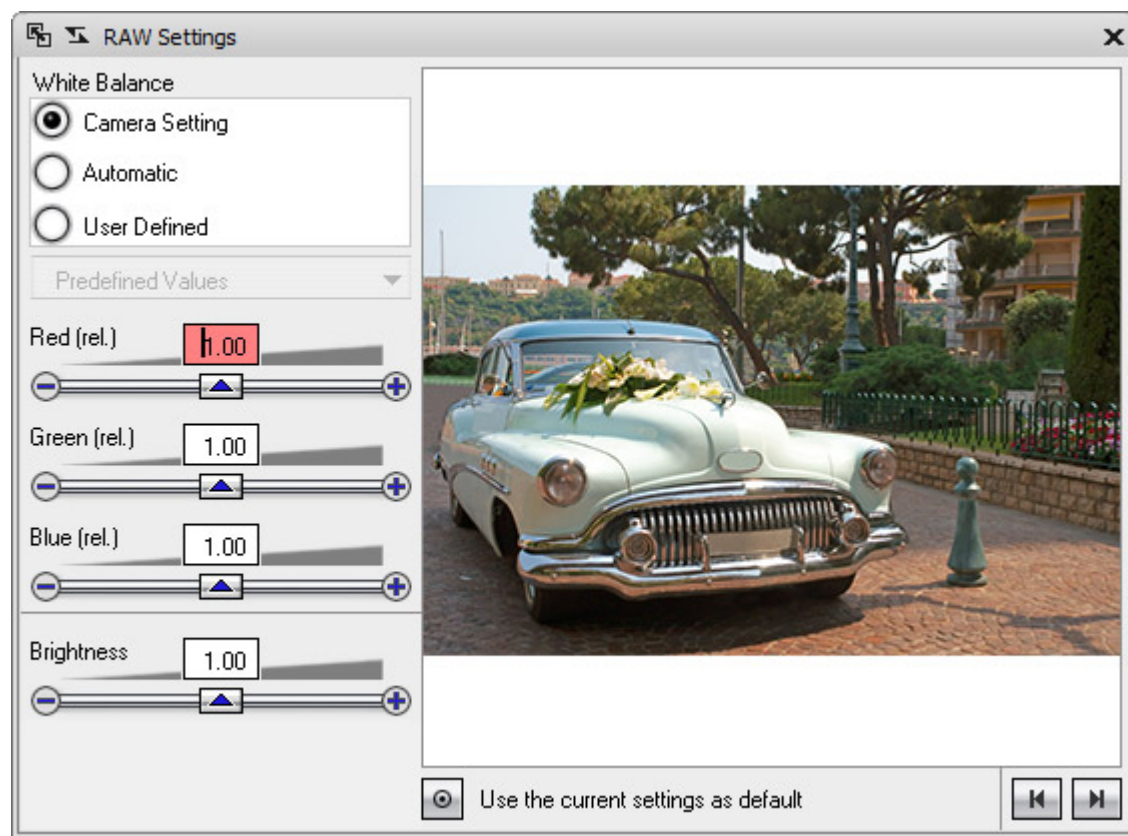 RAW Settings
White Balance
Camera Setting
Automatic
User Defined
Predefined Values
Red (rel.)
1.00
Green (rel.)
1.00
Blue (rel.)
1.00
Brightness
1.00
Use the current settings as default